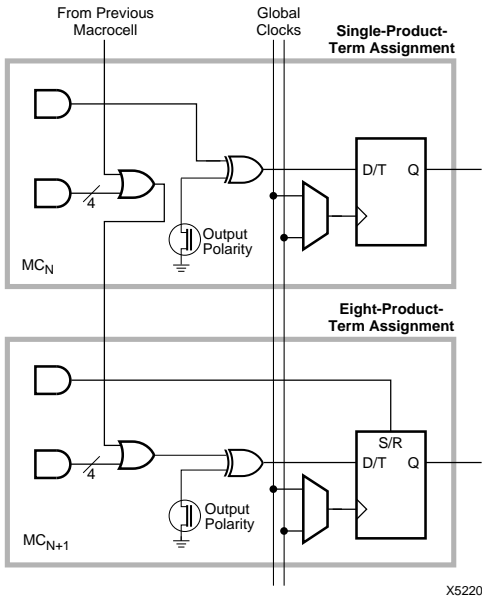 From Previous
Macrocell
Global
Clocks
Single-Product-
Term Assignment
D/T Q
4
Output
Polarity
MCN
Eight-Product-
Term Assignment
S/R
D/T Q
4
Output
Polarity
MCN+1
X5220